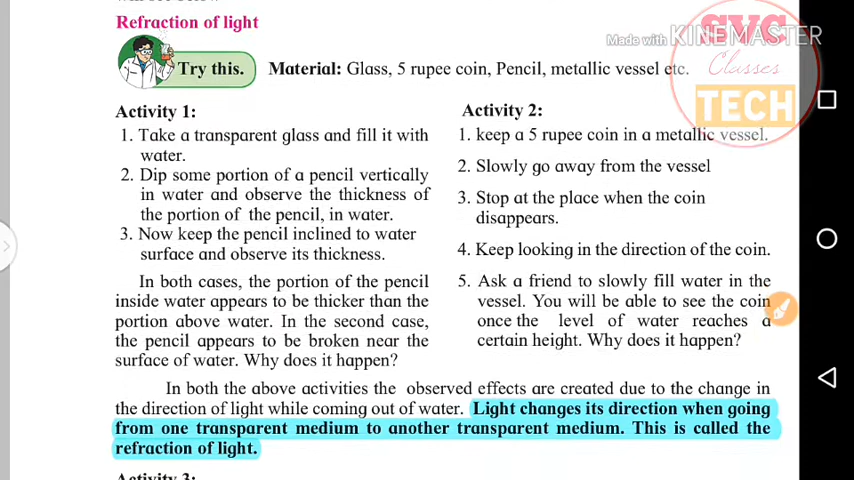 Refraction of light
Try this.
Material: Glass, 5 rupee coin, Pencil, metallic vessel etc.
Made with KINEMASTER
SVS
Classes
TECH
Activity 1:
1. Take a transparent glass and fill it with
water.
2. Dip some portion of a pencil vertically
in water and observe the thickness of
the portion of the pencil, in water.
3. Now keep the pencil inclined to water
surface and observe its thickness.
In both cases, the portion of the pencil
inside water appears to be thicker than the
portion above water. In the second case,
the pencil appears to be broken near the
surface of water. Why does it happen?
Activity 2:
1. keep a 5 rupee coin in a metallic vessel.
2. Slowly go away from the vessel
3. Stop at the place when the coin
disappears.
4. Keep looking in the direction of the coin.
5. Ask a friend to slowly fill water in the
vessel. You will be able to see the coin
once the level of water reaches a
certain height. Why does it happen?
In both the above activities the observed effects are created due to the change in
the direction of light while coming out of water. Light changes its direction when going
from one transparent medium to another transparent medium. This is called the
refraction of light.
Activity 3: